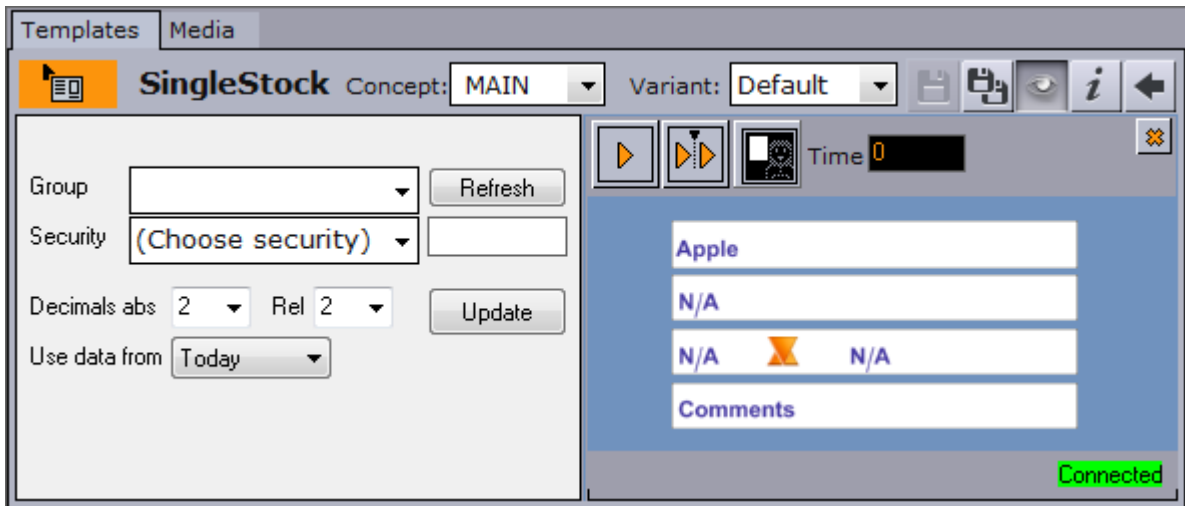 Templates Media
SingleStock Concept: MAIN Variant: Default i
Group Refresh
Security (Choose security)
Decimals abs 2 Rel 2 Update
Use data from Today
Time 0
Apple
N/A
N/A N/A
Comments
Connected